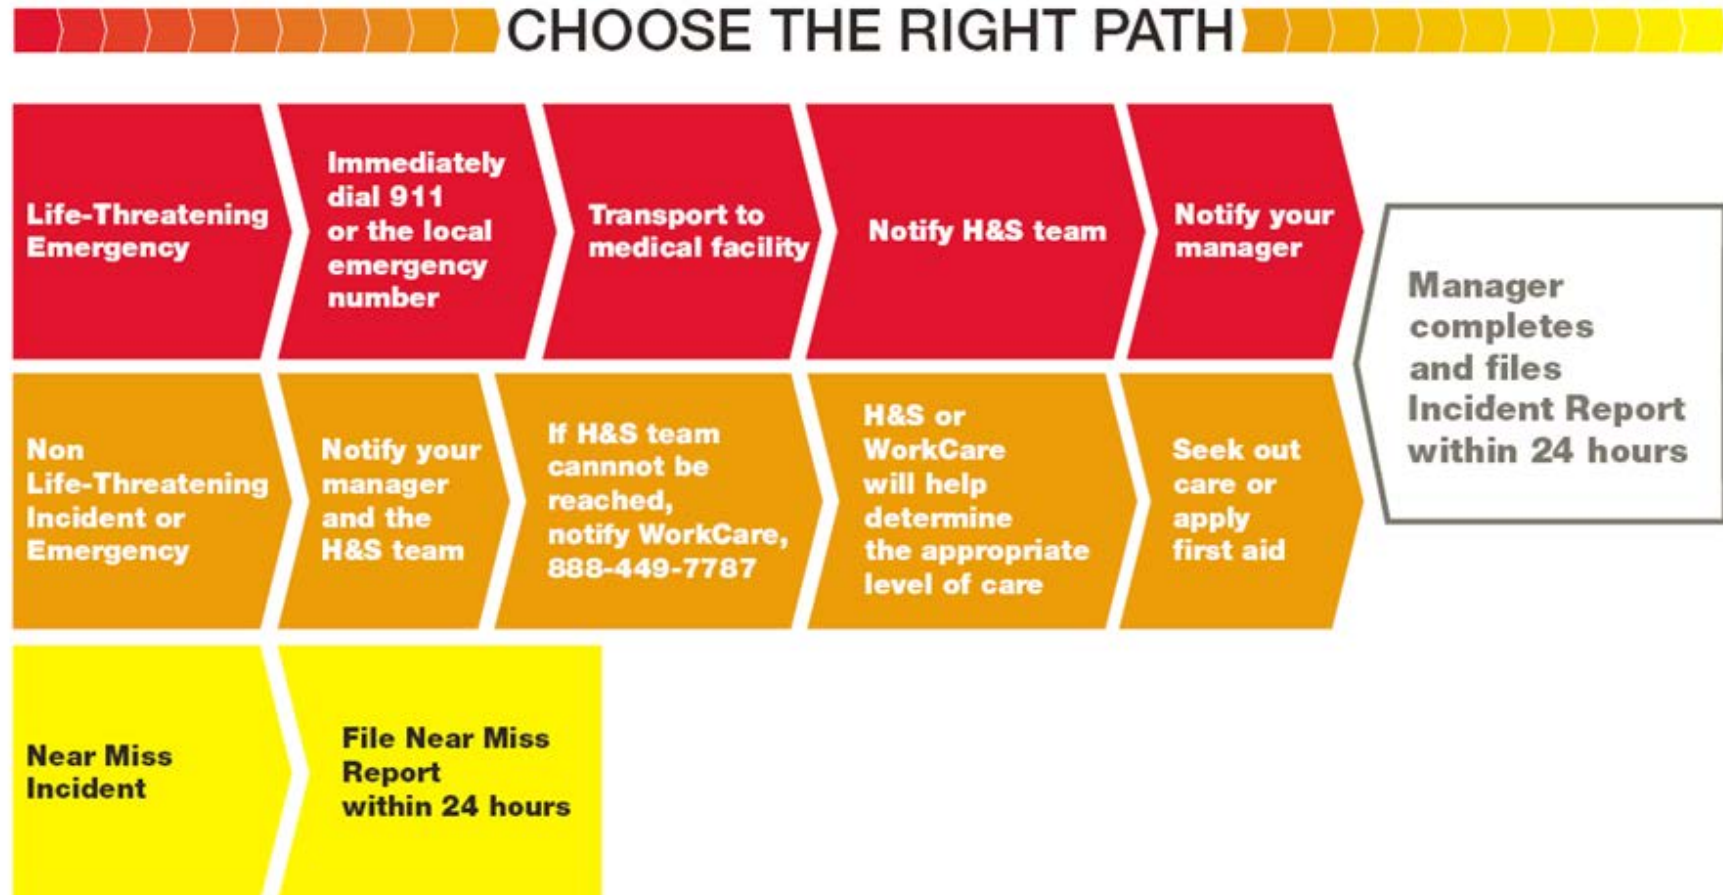 CHOOSE THE RIGHT PATH
Life-Threatening
Emergency
Immediately
dial 911
or the local
emergency
number
Transport to
medical facility
Notify H&S team
Notify your
manager
Manager
completes
and files
Incident Report
within 24 hours
Non
Life-Threatening
Incident or
Emergency
Notify your
manager
and the
H&S team
If H&S team
cannnot be
reached,
notify WorkCare,
888-449-7787
H&S or
WorkCare
will help
determine
the appropriate
level of care
Seek out
care or
apply
first aid
Near Miss
Incident
File Near Miss
Report
within 24 hours